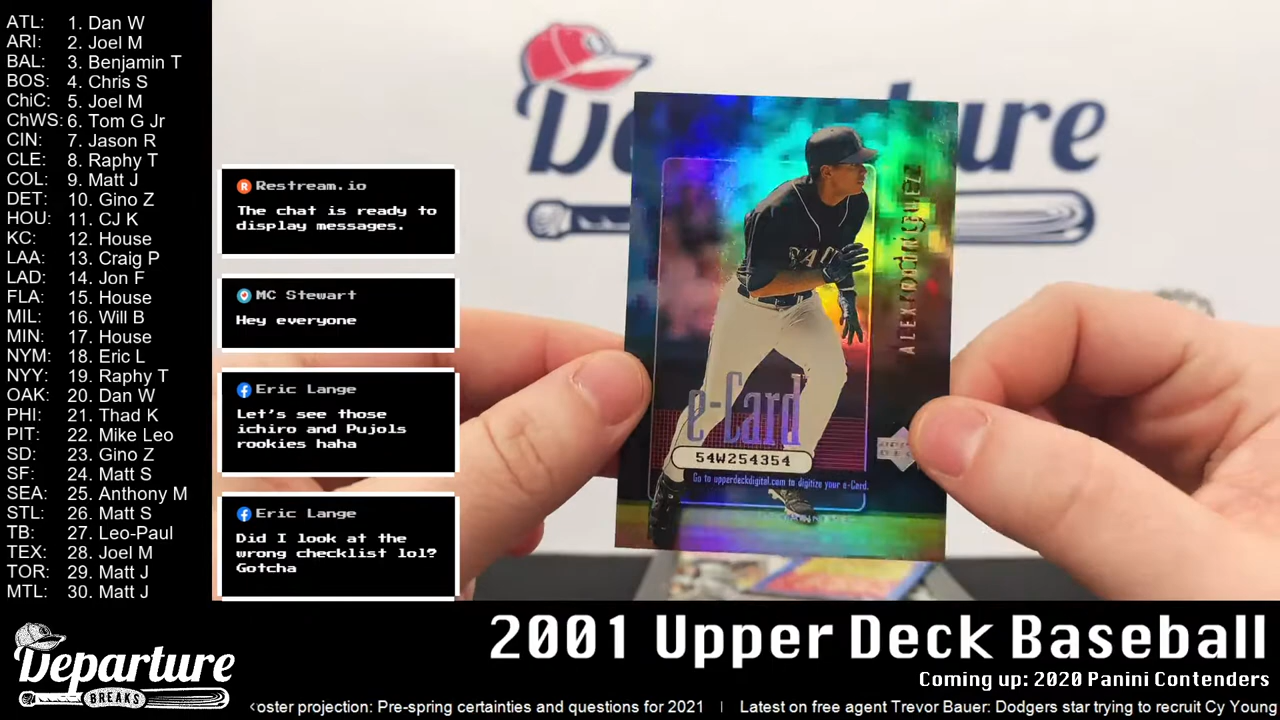 ATL: 1. Dan W
ARI: 2. Joel M
BAL: 3. Benjamin T
BOS: 4. Chris S
ChiC: 5. Joel M
ChWS: 6. Tom G Jr
CIN: 7. Jason R
CLE: 8. Raphy T
COL: 9. Matt J
DET: 10. Gino Z
HOU: 11. CJ K
KC: 12. House
LAA: 13. Craig P
LAD: 14. Jon F
FLA: 15. House
MIL: 16. Will B
MIN: 17. House
NYM: 18. Eric L
NYY: 19. Raphy T
OAK: 20. Dan W
PHI: 21. Thad K
PIT: 22. Mike Leo
SD: 23. Gino Z
SF: 24. Matt S
SEA: 25. Anthony M
STL: 26. Matt S
TB: 27. Leo-Paul
TEX: 28. Joel M
TOR: 29. Matt J
MTL: 30. Matt J
Restream.io
The chat is ready to
display messages.
MC Stewart
Hey everyone
Eric Lange
Let's see those
ichiro and Pujols
rookies haha
Eric Lange
Did I look at the
wrong checklist lol?
Gotcha
Departure
ALEX RODRIGUEZ
e-Card
54W254354
Go to upperdeckdigital.com to digitize your e-Card.
Departure
BREAKS
2001 Upper Deck Baseball
Coming up: 2020 Panini Contenders
oster projection: Pre-spring certainties and questions for 2021 | Latest on free agent Trevor Bauer: Dodgers star trying to recruit Cy Young